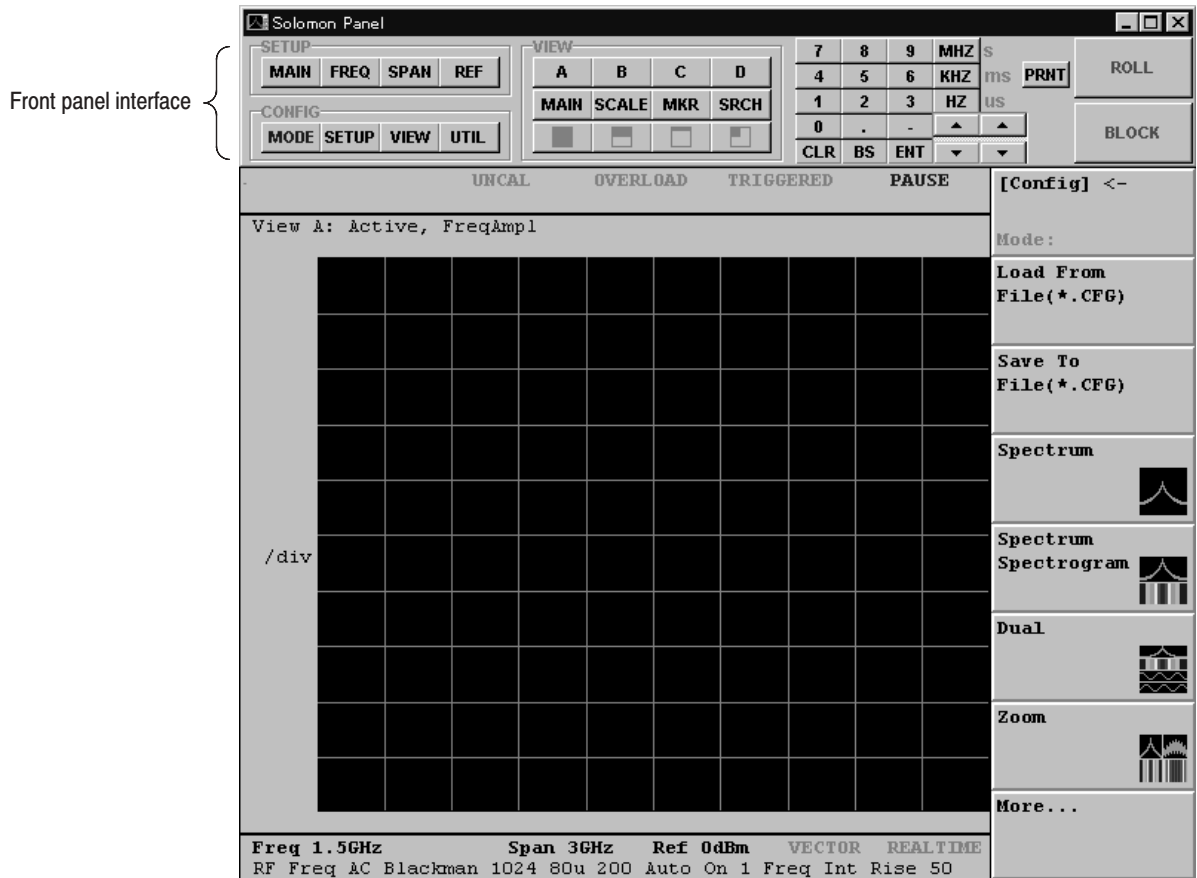 Solomon Panel
SETUP
MAIN FREQ SPAN REF
CONFIG
MODE SETUP VIEW UTIL
VIEW
A B C D
MAIN SCALE MKR SRCH
7 8 9 MHZ s
4 5 6 KHZ ms PRNT
1 2 3 HZ us
0 . -
CLR BS ENT
ROLL
BLOCK
Front panel interface
UNCAL OVERLOAD TRIGGERED PAUSE
View A: Active, FreqAmpl
/div
[Config] <-
Mode:
Load From
File(*.CFG)
Save To
File(*.CFG)
Spectrum
Spectrum
Spectrogram
Dual
Zoom
More...
Freq 1.5GHz Span 3GHz Ref 0dBm VECTOR REALTIME
RF Freq AC Blackman 1024 80u 200 Auto On 1 Freq Int Rise 50